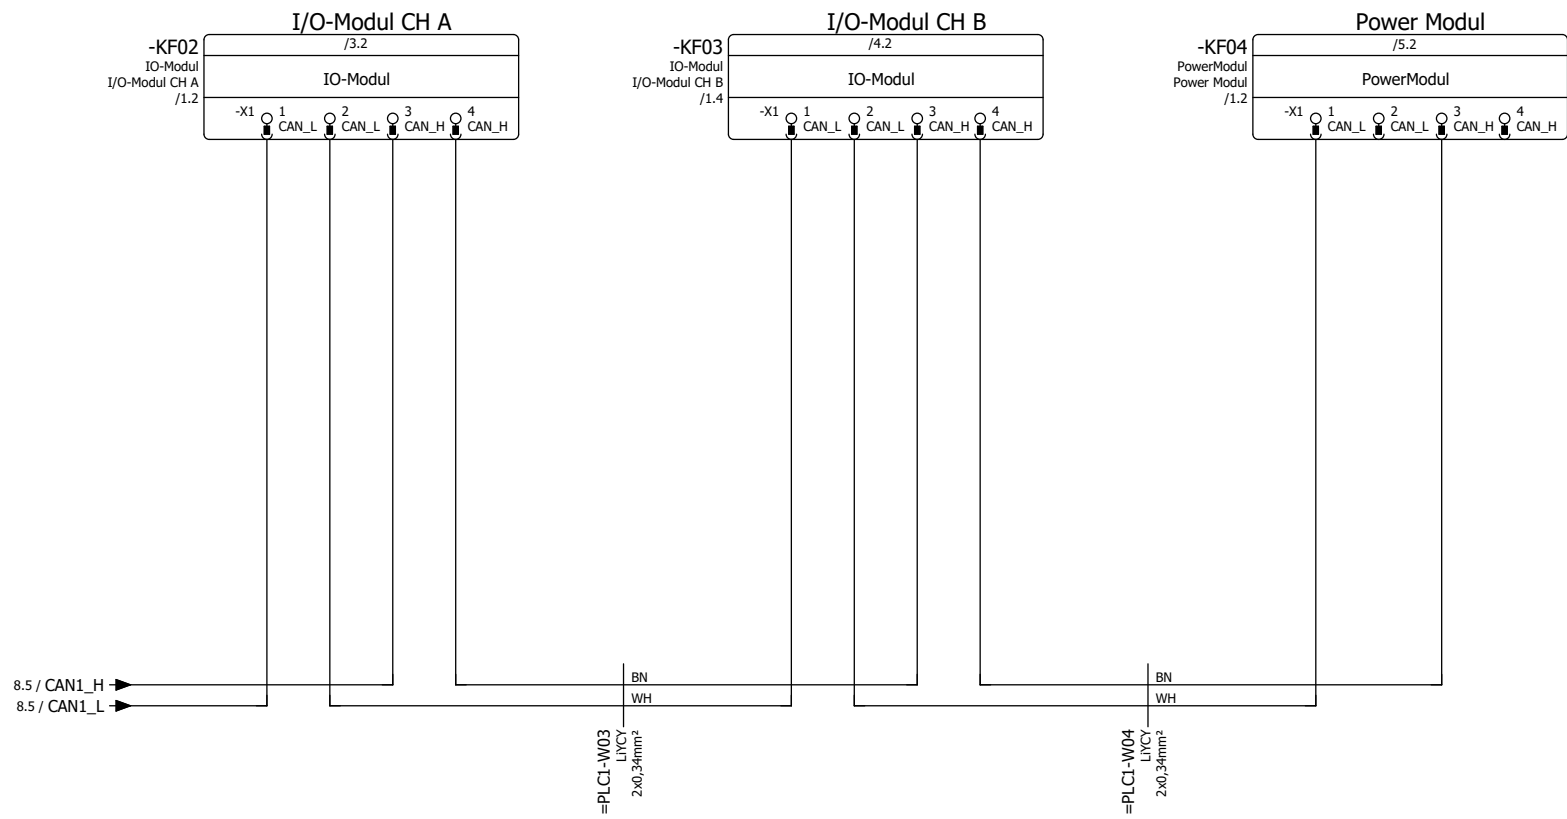 I/O-Modul CH A
-KF02
IO-Modul
I/O-Modul CH A
/1.2
/3.2
IO-Modul
-X1
1
CAN_L
2
CAN_L
3
CAN_H
4
CAN_H
I/O-Modul CH B
-KF03
IO-Modul
I/O-Modul CH B
/1.4
/4.2
IO-Modul
-X1
1
CAN_L
2
CAN_L
3
CAN_H
4
CAN_H
Power Modul
-KF04
PowerModul
Power Modul
/1.2
/5.2
PowerModul
-X1
1
CAN_L
2
CAN_L
3
CAN_H
4
CAN_H
8.5 / CAN1_H
8.5 / CAN1_L
BN
WH
=PLC1-W03
LiYCY
2x0,34mm²
BN
WH
=PLC1-W04
LiYCY
2x0,34mm²